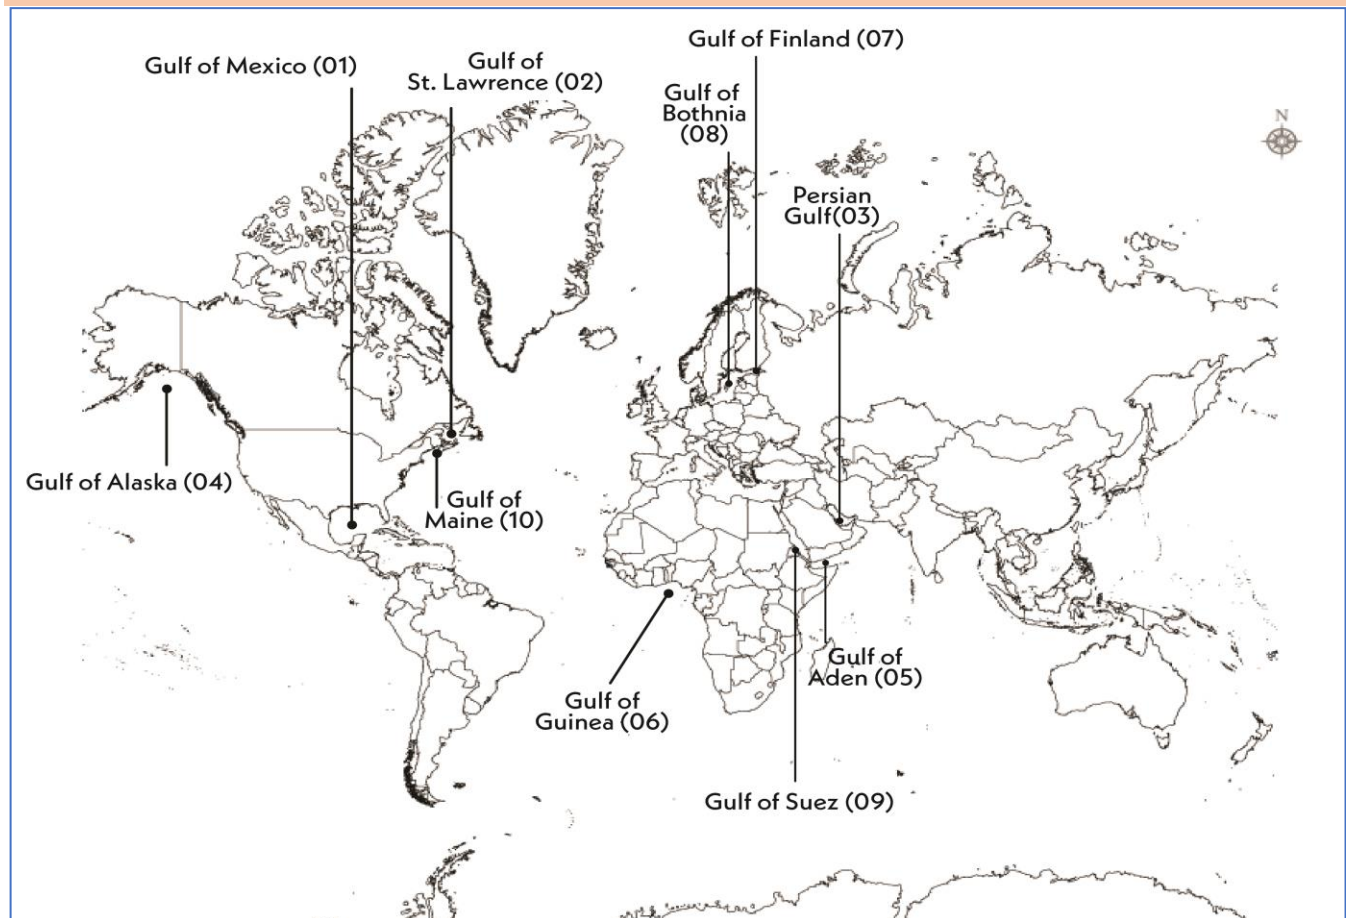 Gulf of Finland (07)
Gulf of Mexico (01)
Gulf of
St. Lawrence (02)
Gulf of
Bothnia
(08)
N
Persian
Gulf(03)
Gulf of Alaska (04)
Gulf of
Maine (10)
Gulf of
Aden (05)
Gulf of
Guinea (06)
Gulf of Suez (09)